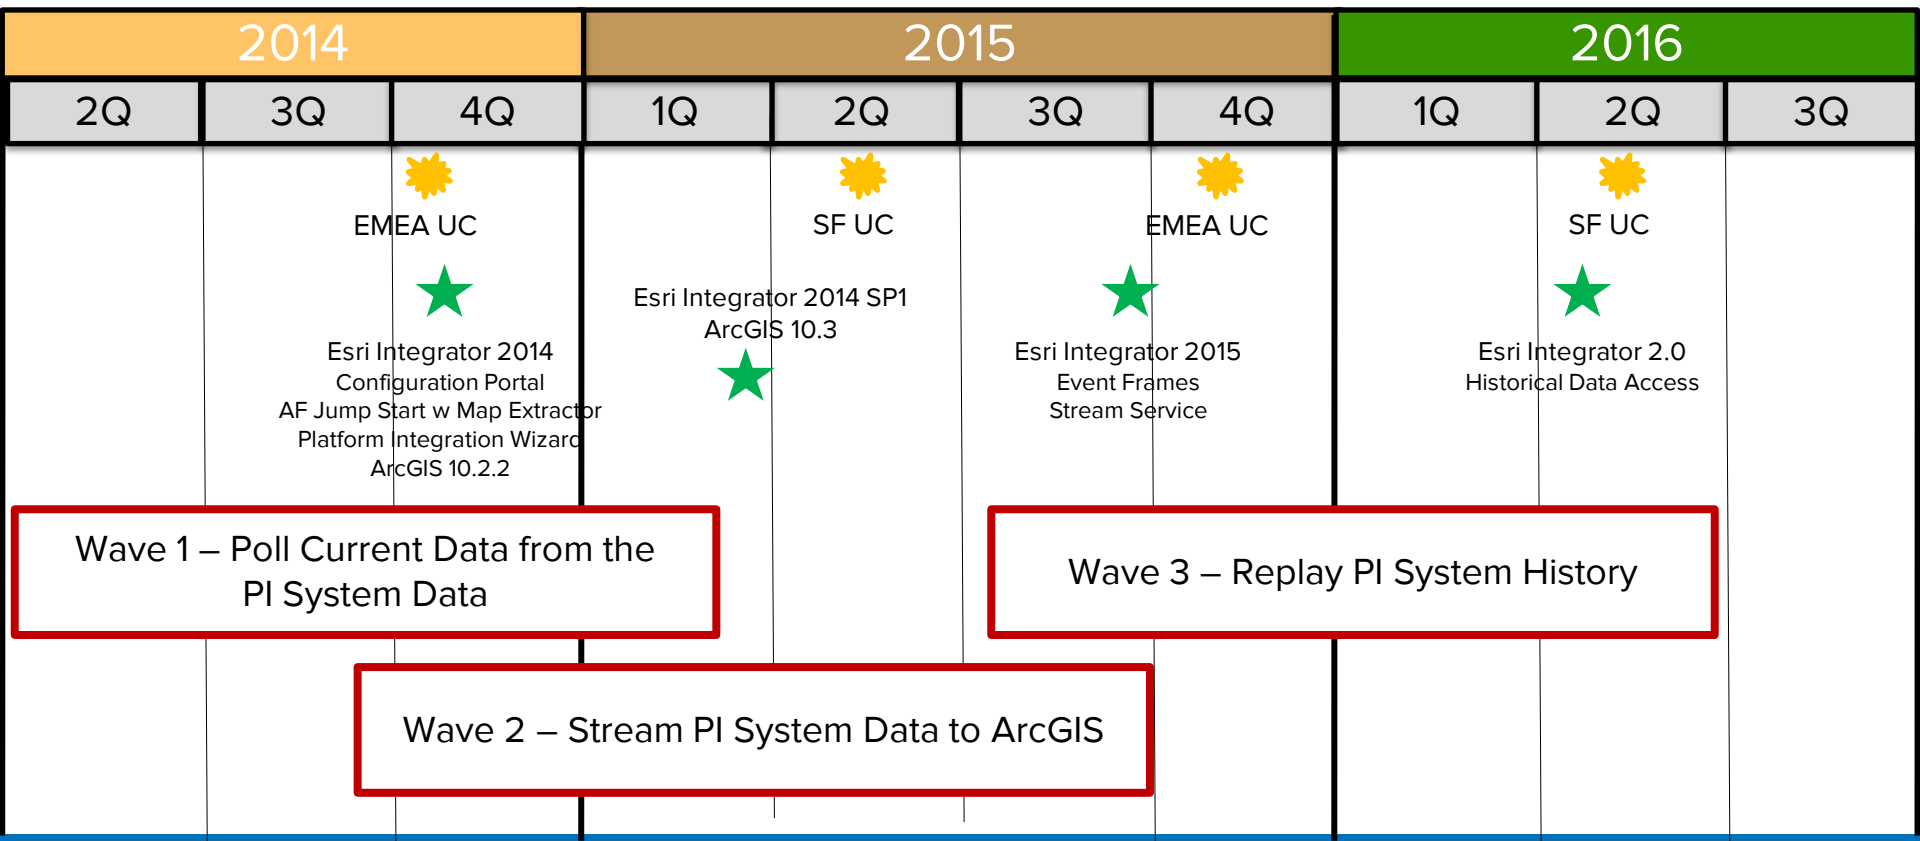 2014
2015
2016
2Q
3Q
4Q
1Q
2Q
3Q
4Q
1Q
2Q
3Q
EMEA UC
SF UC
EMEA UC
SF UC
Esri Integrator 2014
Configuration Portal
AF Jump Start w Map Extractor
Platform Integration Wizard
ArcGIS 10.2.2
Esri Integrator 2014 SP1
ArcGIS 10.3
Esri Integrator 2015
Event Frames
Stream Service
Esri Integrator 2.0
Historical Data Access
Wave 1 – Poll Current Data from the
PI System Data
Wave 3 – Replay PI System History
Wave 2 – Stream PI System Data to ArcGIS